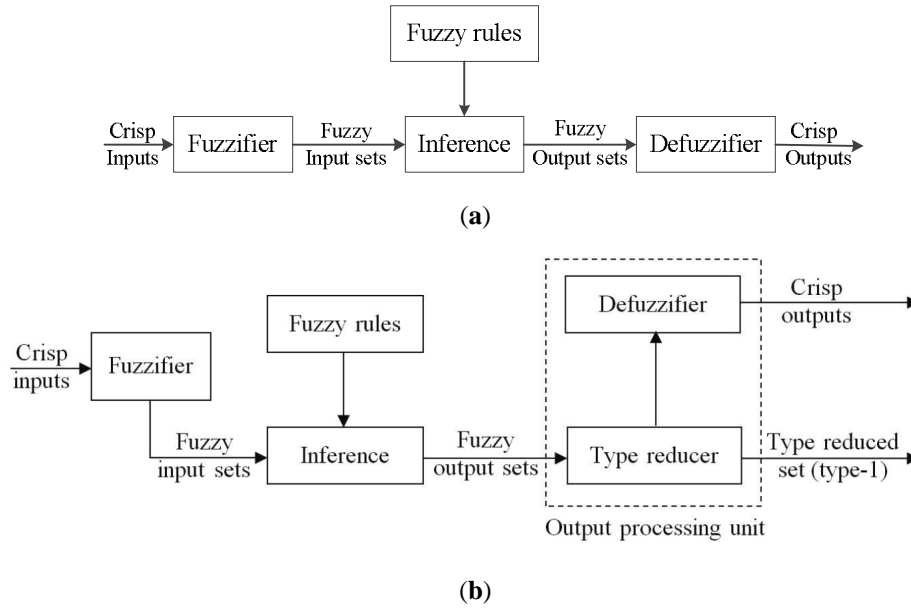 Fuzzy rules
Crisp
Inputs
Fuzzifier
Fuzzy
Input sets
Inference
Fuzzy
Output sets
Defuzzifier
Crisp
Outputs
(a)
Crisp
inputs
Fuzzifier
Fuzzy
input sets
Fuzzy rules
Inference
Fuzzy
output sets
Defuzzifier
Crisp
outputs
Type reducer
Type reduced
set (type-1)
Output processing unit
(b)